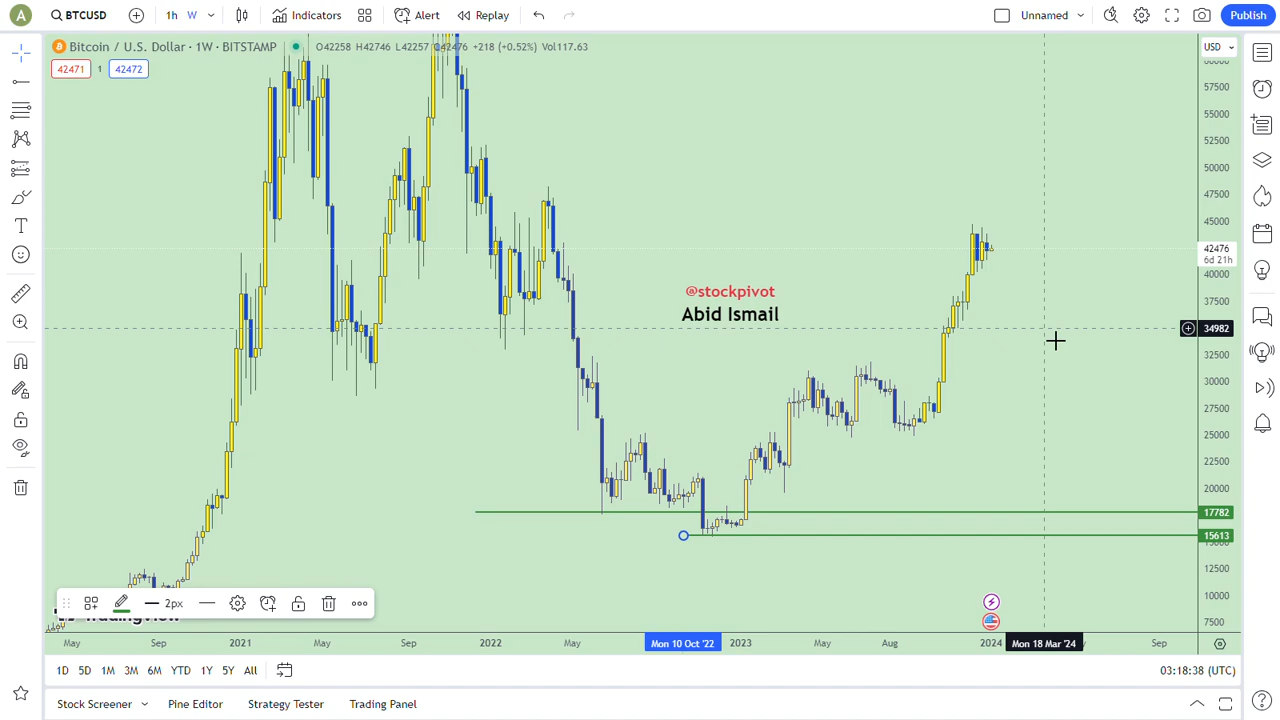 A BTCUSD 1h W Indicators Alert Replay Unnamed Publish
Bitcoin / U.S. Dollar · 1W · BITSTAMP O42258 H42746 L42257 C42476 +218 (+0.52%) Vol117.63 USD
42471 1 42472
60000
57500
55000
52500
50000
47500
45000
42476
6d 21h
40000
37500
34982
32500
30000
27500
25000
22500
20000
17782
15613
12500
10000
7500
@stockpivot
Abid Ismail
2px
TradingView
May Sep 2021 May Sep 2022 May Mon 10 Oct '22 2023 May Aug 2024 Mon 18 Mar '24 Sep
1D 5D 1M 3M 6M YTD 1Y 5Y All 03:18:38 (UTC)
Stock Screener Pine Editor Strategy Tester Trading Panel